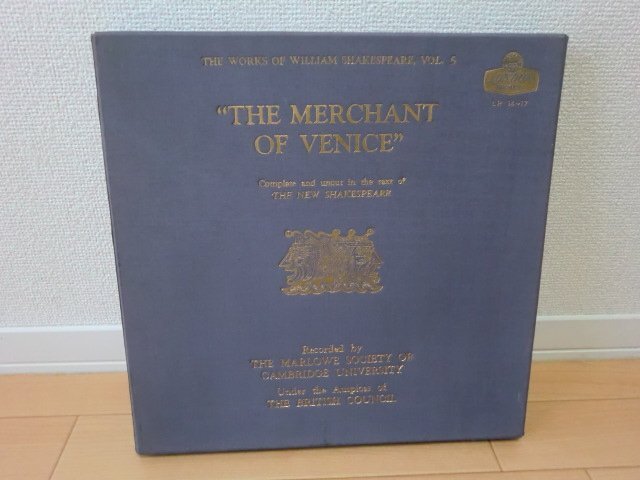 THE WORKS OF WILLIAM SHAKESPEARE, VOL. 5
"THE MERCHANT
OF VENICE"
Complete and uncut in the text of
THE NEW SHAKESPEARE
Recorded by
THE MARLOWE SOCIETY OF
CAMBRIDGE UNIVERSITY
Under the Auspices of
THE BRITISH COUNCIL